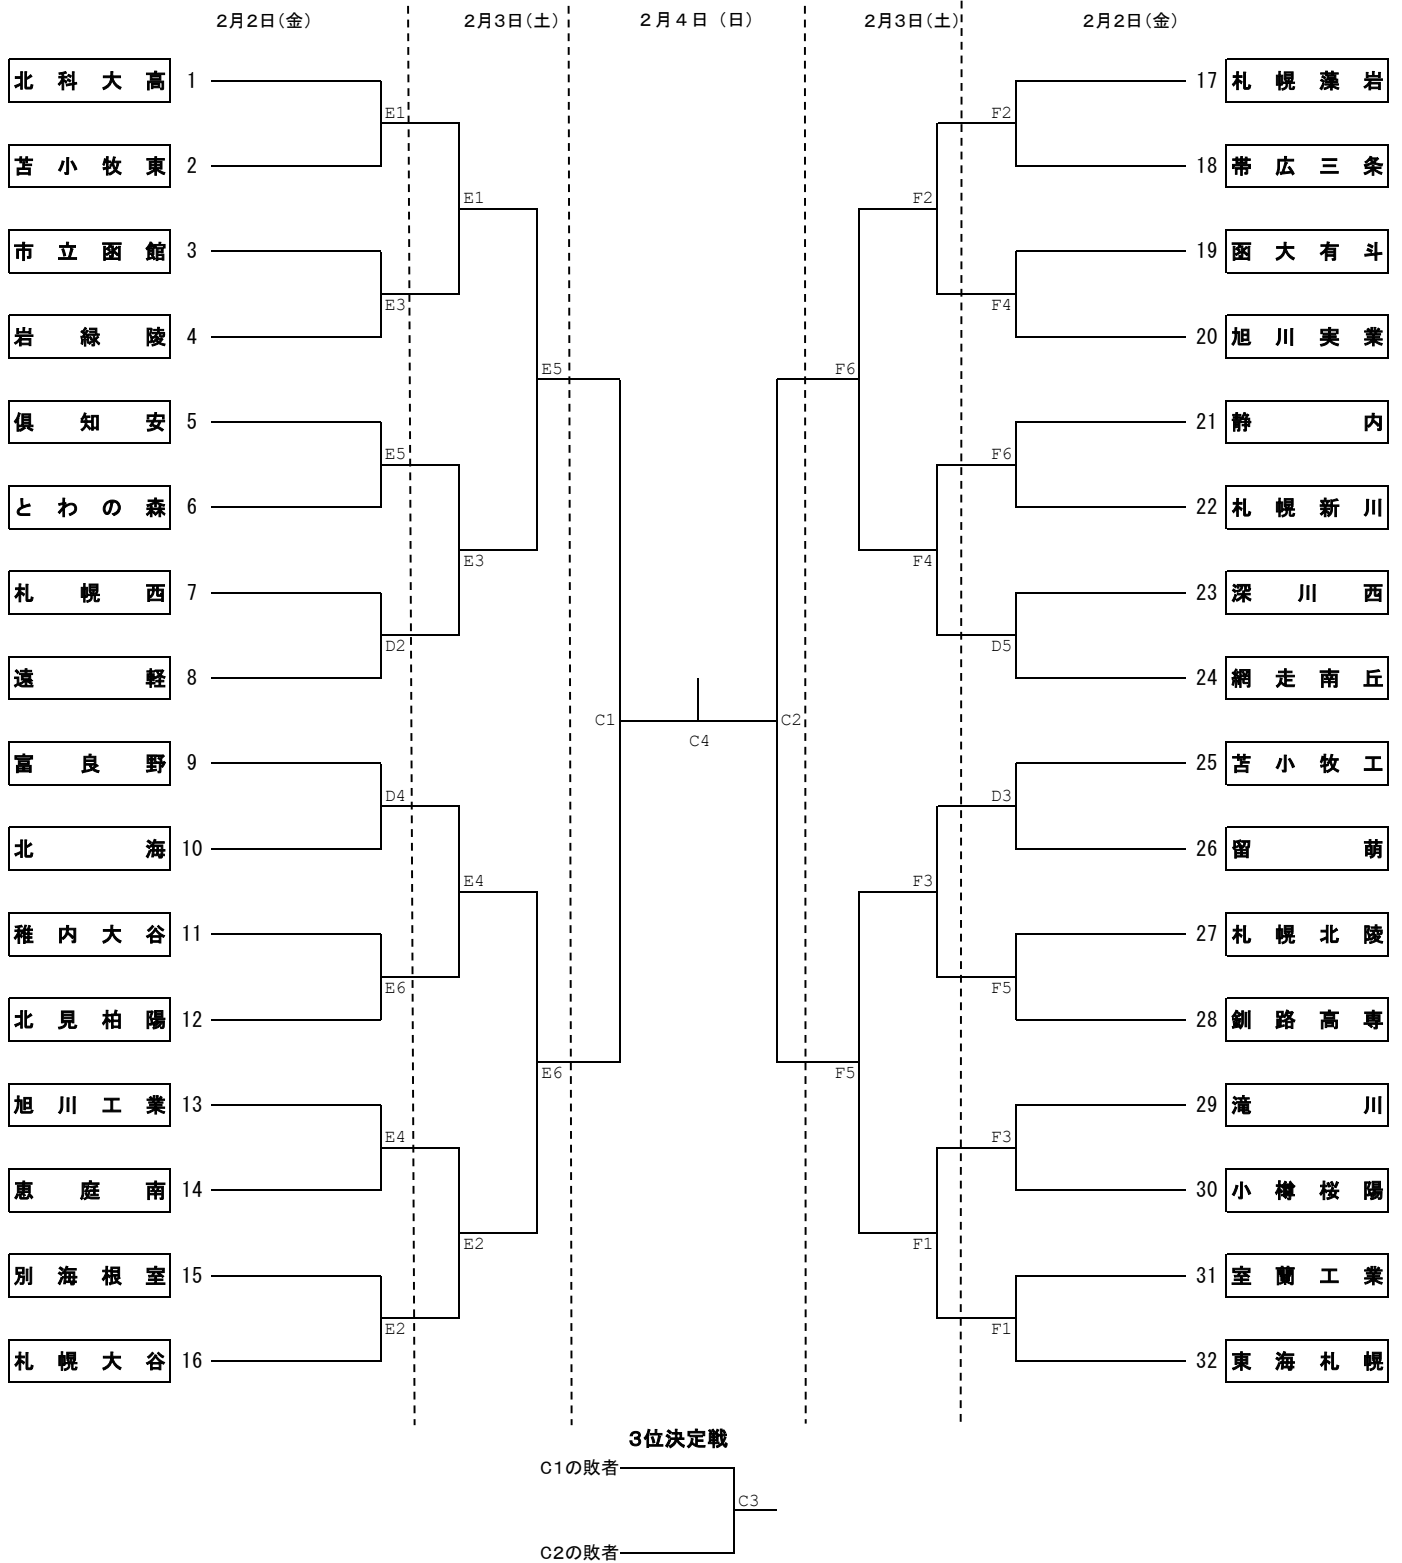 2月2日(金) 2月3日(土) 2月4日(日) 2月3日(土) 2月2日(金)
北科大高 1 17 札幌藻岩
E1 F2
苫小牧東 2 18 帯広三条
E1 F2
市立函館 3 19 函大有斗
E3 F4
岩緑陵 4 20 旭川実業
E5 F6
倶知安 5 21 静内
E5 F6
とわの森 6 22 札幌新川
E3 F4
札幌西 7 23 深川西
D2 D5
遠軽 8 24 網走南丘
C1 C2
C4
富良野 9 25 苫小牧工
D4 D3
北海 10 26 留萌
E4 F3
稚内大谷 11 27 札幌北陵
E6 F5
北見柏陽 12 28 釧路高専
E6 F5
旭川工業 13 29 滝川
E4 F3
恵庭南 14 30 小樽桜陽
E2 F1
別海根室 15 31 室蘭工業
E2 F1
札幌大谷 16 32 東海札幌
3位決定戦
C1の敗者
C3
C2の敗者